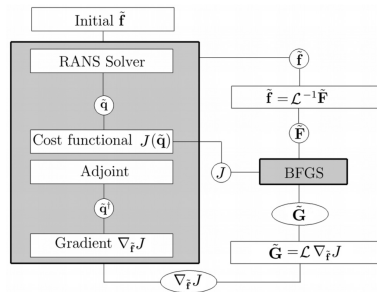 Initial f̃
RANS Solver
q̃
Cost functional J(q̃)
Adjoint
q̃†
Gradient ∇f̃ J
∇f̃ J
f̃
f̃ = ℒ⁻¹F̃
F̃
J
BFGS
G̃
G̃ = ℒ ∇f̃ J